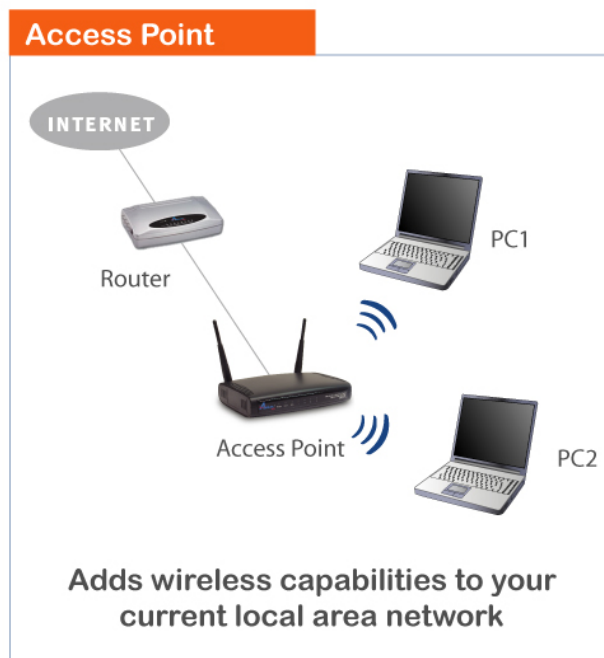 Access Point
INTERNET
Router
PC1
Access Point
PC2
Adds wireless capabilities to your
current local area network